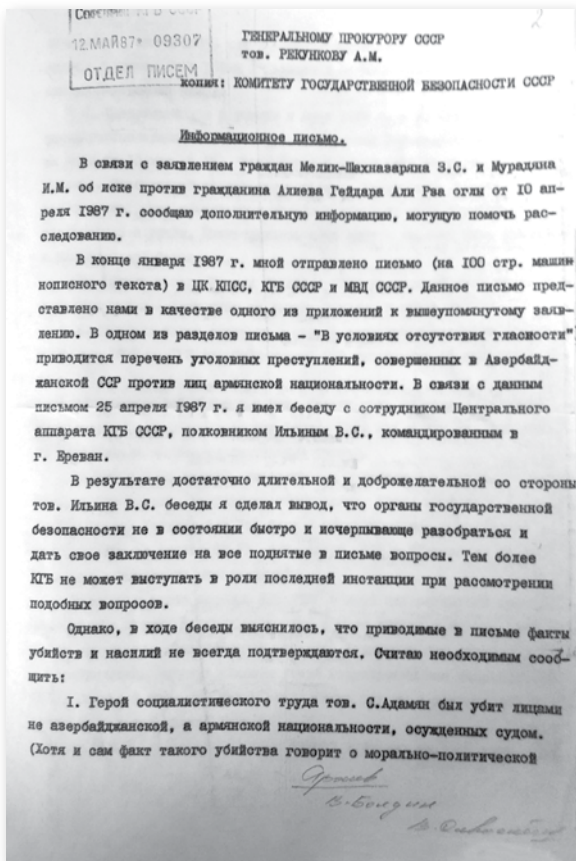 КГБ СССР
2
12.МАЙ87* 09307
ОТДЕЛ ПИСЕМ
ГЕНЕРАЛЬНОМУ ПРОКУРОРУ СССР
тов. РЕКУНКОВУ А.М.
копия: КОМИТЕТУ ГОСУДАРСТВЕННОЙ БЕЗОПАСНОСТИ СССР
Информационное письмо.
В связи с заявлением граждан Мелик-Шахназаряна З.С. и Мурадяна
И.М. об иске против гражданина Алиева Гейдара Али Рза оглы от 10 ап-
реля 1987 г. сообщаю дополнительную информацию, могущую помочь рас-
следованию.
В конце января 1987 г. мной отправлено письмо (на 100 стр. машин
нописного текста) в ЦК КПСС, КГБ СССР и МВД СССР. Данное письмо пред-
ставлено нами в качестве одного из приложений к вышеупомянутому заяв-
лению. В одном из разделов письма - "В условиях отсутствия гласности"
приводится перечень уголовных преступлений, совершенных в Азербайд-
жанской ССР против лиц армянской национальности. В связи с данным
письмом 25 апреля 1987 г. я имел беседу с сотрудником Центрального
аппарата КГБ СССР, полковником Ильиным В.С., командированным в
г. Ереван.
В результате достаточно длительной и доброжелательной со стороны
тов. Ильина В.С. беседы я сделал вывод, что органы государственной
безопасности не в состоянии быстро и исчерпывающе разобраться и
дать свое заключение на все поднятые в письме вопросы. Тем более
КГБ не может выступать в роли последней инстанции при рассмотрении
подобных вопросов.
Однако, в ходе беседы выяснилось, что приводимые в письме факты
убийств и насилий не всегда подтверждаются. Считаю необходимым сооб-
щить:
I. Герой социалистического труда тов. С.Адамян был убит лицами
не азербайджанской, а армянской национальности, осужденных судом.
(Хотя и сам факт такого убийства говорит о морально-политической
Архив
В.Болдин